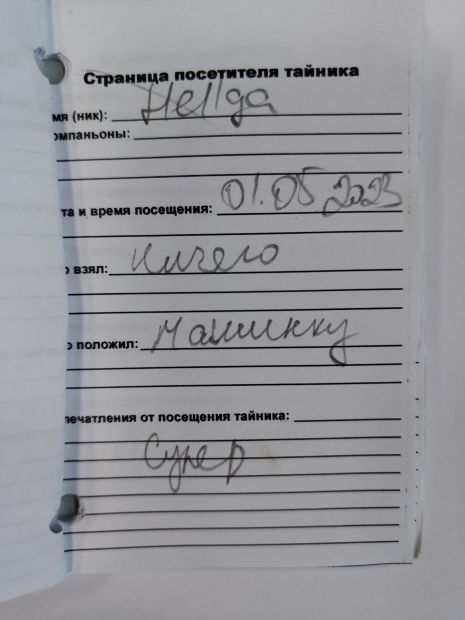 Страница посетителя тайника
мя (ник): Hellga
омпаньоны:
та и время посещения: 01.05 2023
о взял: Ничего
о положил: Машинку
печатления от посещения тайника:
Супер